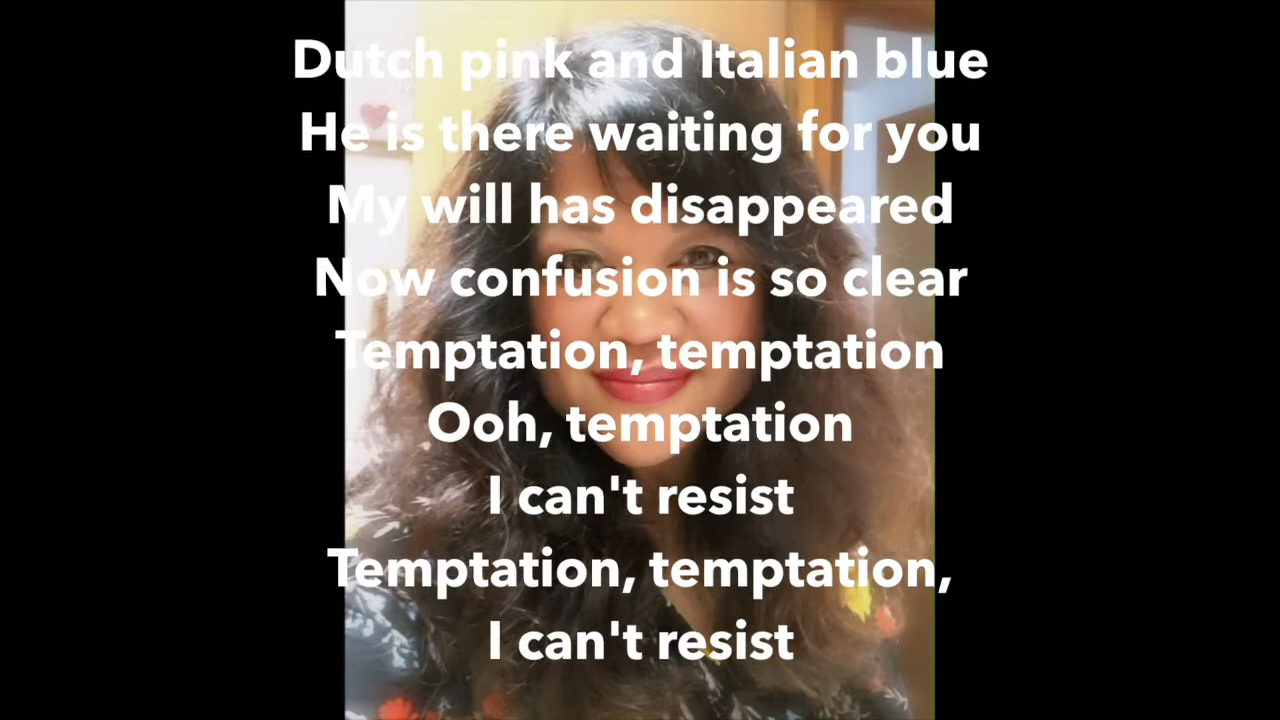 Dutch pink and Italian blue
He is there waiting for you
My will has disappeared
Now confusion is so clear
Temptation, temptation
Ooh, temptation
I can't resist
Temptation, temptation,
I can't resist